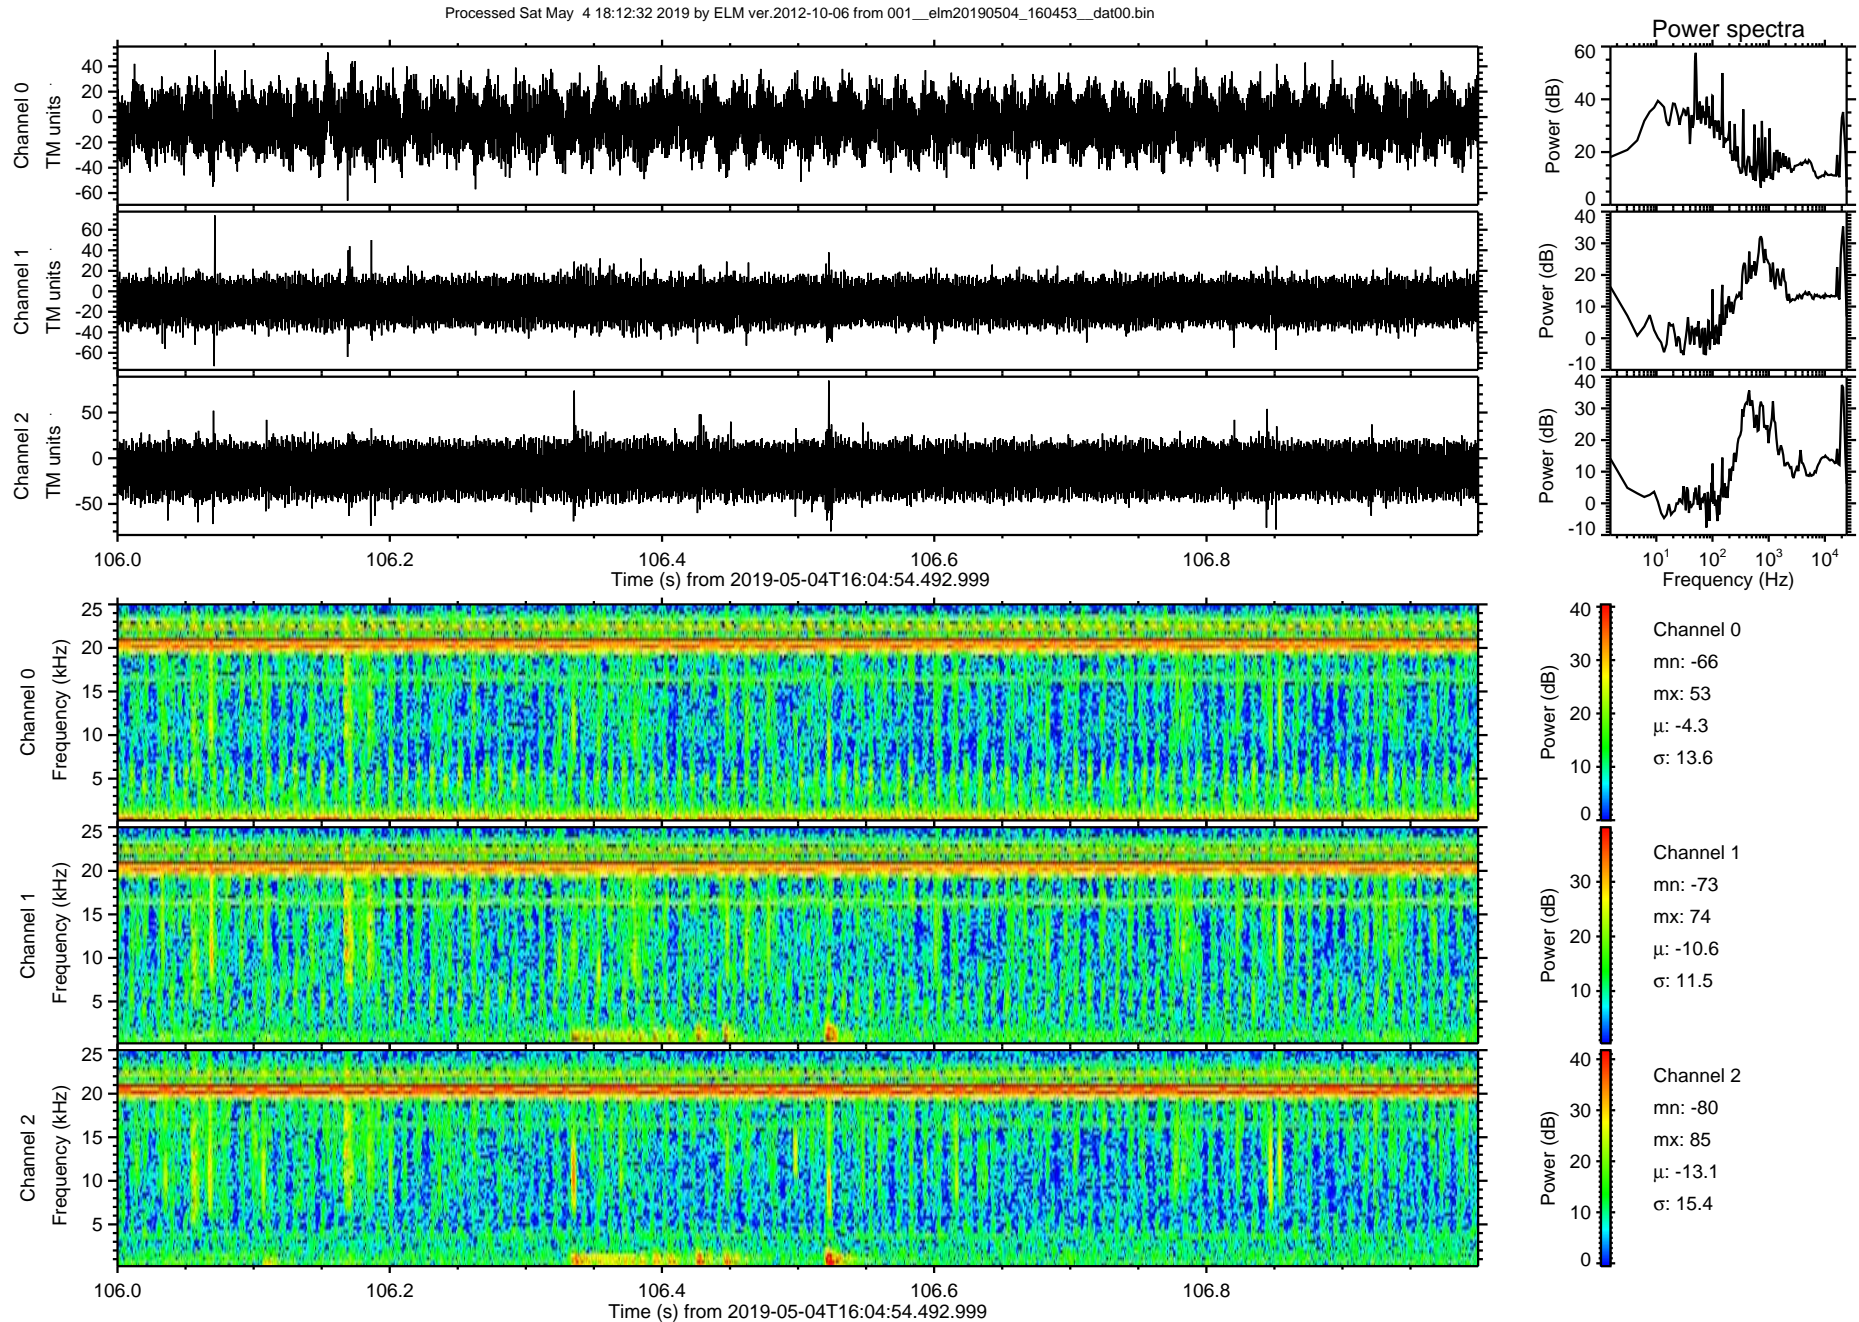 Processed Sat May  4 18:12:32 2019 by ELM ver.2012-10-06 from 001__elm20190504_160453__dat00.bin
Power spectra
Channel 0
TM units
40
20
0
-20
-40
-60
Power (dB)
60
40
20
0
Channel 1
TM units
60
40
20
0
-20
-40
-60
Power (dB)
40
30
20
10
0
-10
Channel 2
TM units
50
0
-50
Power (dB)
40
30
20
10
0
-10
106.0 106.2 106.4 106.6 106.8
Time (s) from 2019-05-04T16:04:54.492.999
10¹ 10² 10³ 10⁴
Frequency (Hz)
Channel 0
Frequency (kHz)
25
20
15
10
5
Power (dB)
40
30
20
10
0
Channel 0
mn: -66
mx: 53
μ: -4.3
σ: 13.6
Channel 1
Frequency (kHz)
25
20
15
10
5
Power (dB)
30
20
10
Channel 1
mn: -73
mx: 74
μ: -10.6
σ: 11.5
Channel 2
Frequency (kHz)
25
20
15
10
5
Power (dB)
40
30
20
10
0
Channel 2
mn: -80
mx: 85
μ: -13.1
σ: 15.4
106.0 106.2 106.4 106.6 106.8
Time (s) from 2019-05-04T16:04:54.492.999